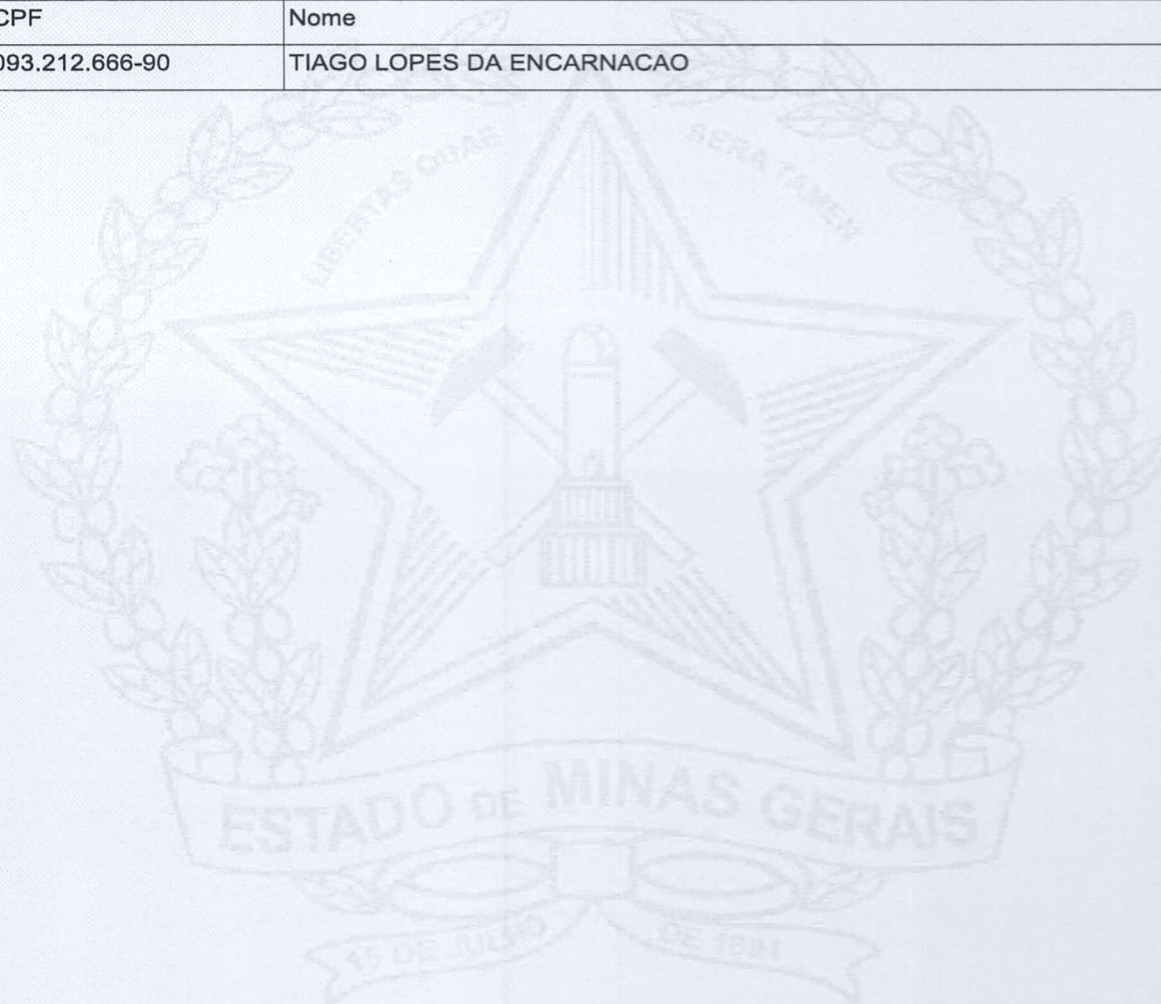 CPF Nome
093.212.666-90 TIAGO LOPES DA ENCARNACAO
LIBERTAS QUAE SERA TAMEN
ESTADO DE MINAS GERAIS
15 DE JULHO DE 1891